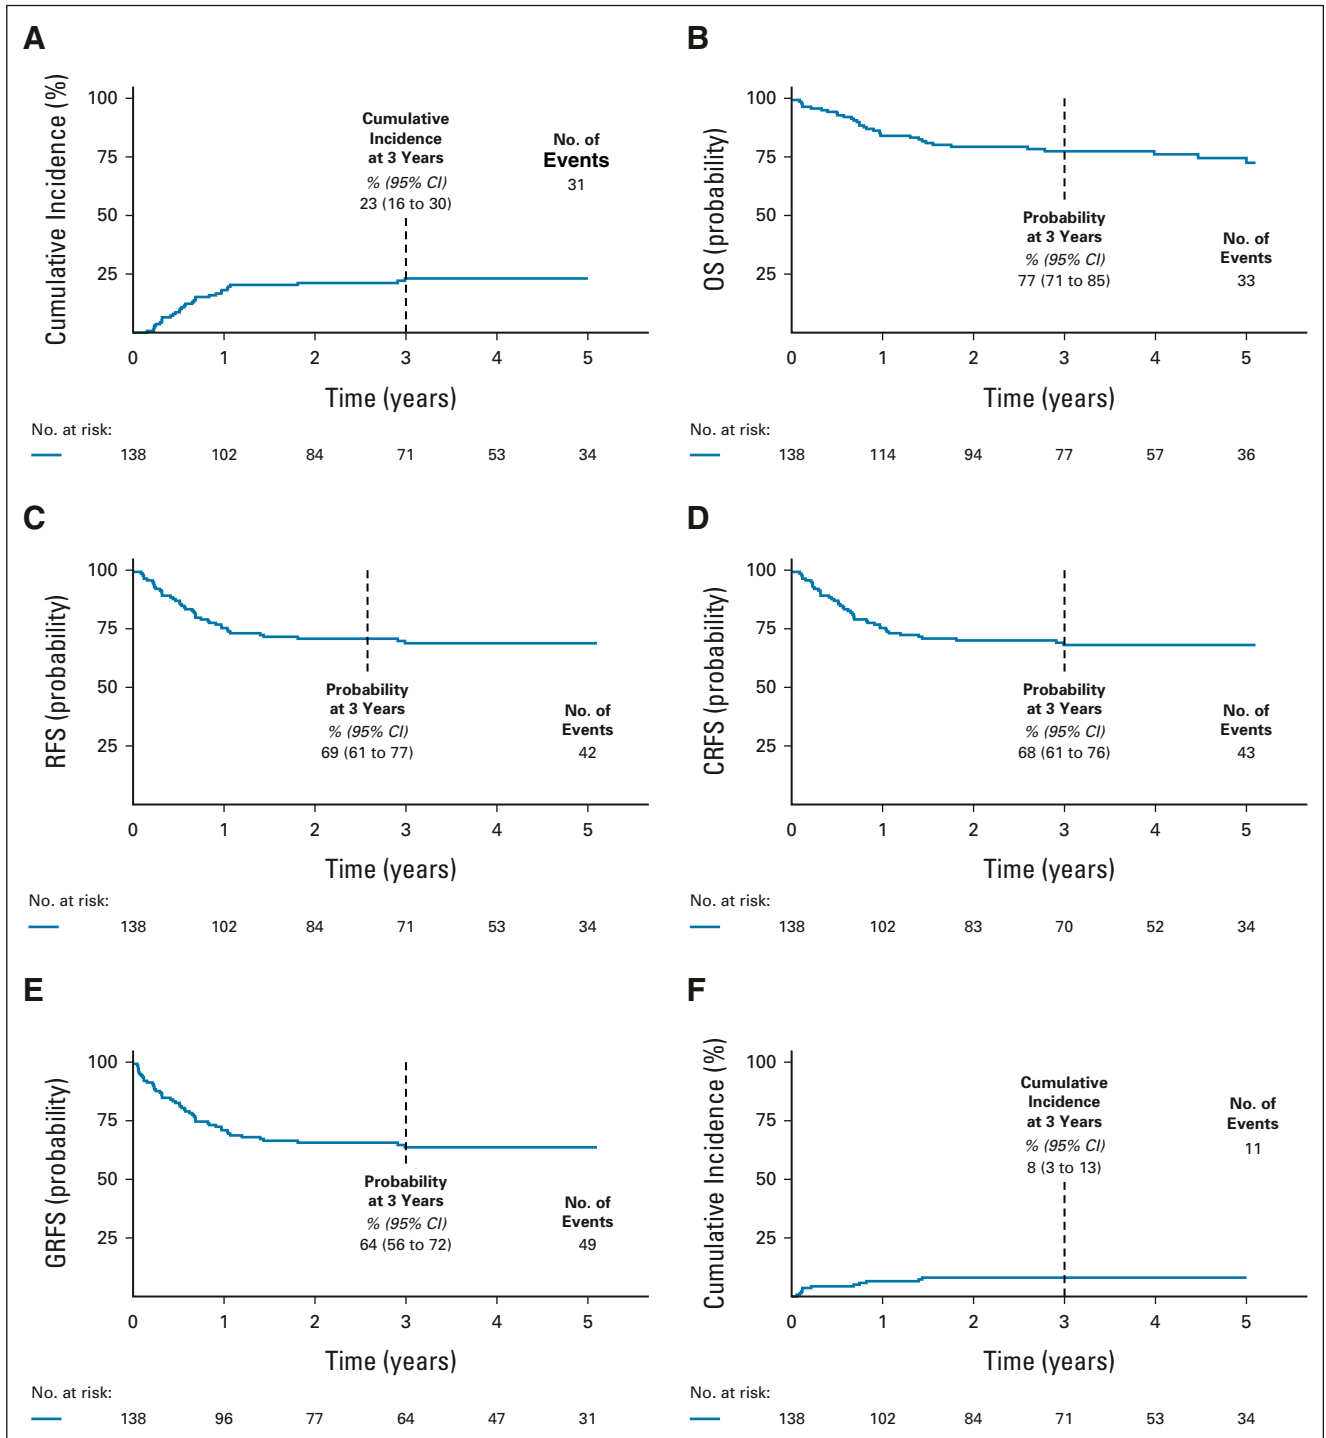 A
Cumulative Incidence (%)
100
75
50
25
Cumulative
Incidence
at 3 Years
% (95% CI)
23 (16 to 30)
No. of
Events
31
0 1 2 3 4 5
Time (years)
No. at risk:
138 102 84 71 53 34
B
OS (probability)
100
75
50
25
Probability
at 3 Years
% (95% CI)
77 (71 to 85)
No. of
Events
33
0 1 2 3 4 5
Time (years)
No. at risk:
138 114 94 77 57 36
C
RFS (probability)
100
75
50
25
Probability
at 3 Years
% (95% CI)
69 (61 to 77)
No. of
Events
42
0 1 2 3 4 5
Time (years)
No. at risk:
138 102 84 71 53 34
D
CRFS (probability)
100
75
50
25
Probability
at 3 Years
% (95% CI)
68 (61 to 76)
No. of
Events
43
0 1 2 3 4 5
Time (years)
No. at risk:
138 102 83 70 52 34
E
GRFS (probability)
100
75
50
25
Probability
at 3 Years
% (95% CI)
64 (56 to 72)
No. of
Events
49
0 1 2 3 4 5
Time (years)
No. at risk:
138 96 77 64 47 31
F
Cumulative Incidence (%)
100
75
50
25
Cumulative
Incidence
at 3 Years
% (95% CI)
8 (3 to 13)
No. of
Events
11
0 1 2 3 4 5
Time (years)
No. at risk:
138 102 84 71 53 34